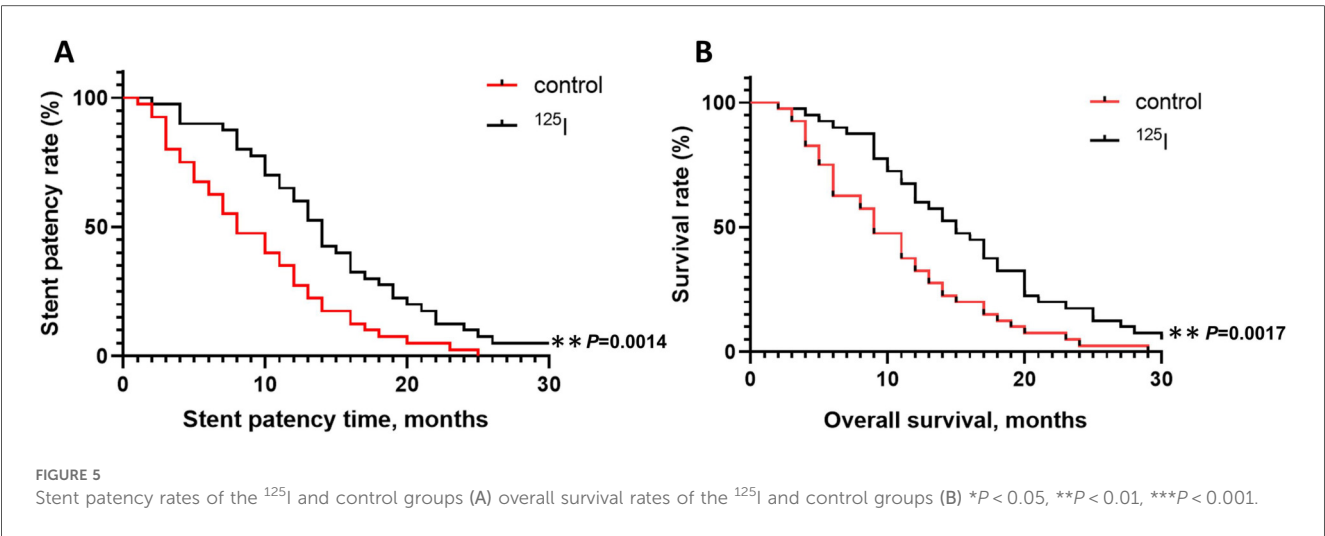 A
B
Stent patency rate (%)
100
50
0
control
¹²⁵I
∗∗ P=0.0014
0 10 20 30
Stent patency time, months
Survival rate (%)
100
50
0
control
¹²⁵I
∗∗ P=0.0017
0 10 20 30
Overall survival, months
FIGURE 5
Stent patency rates of the ¹²⁵I and control groups (A) overall survival rates of the ¹²⁵I and control groups (B) *P < 0.05, **P < 0.01, ***P < 0.001.